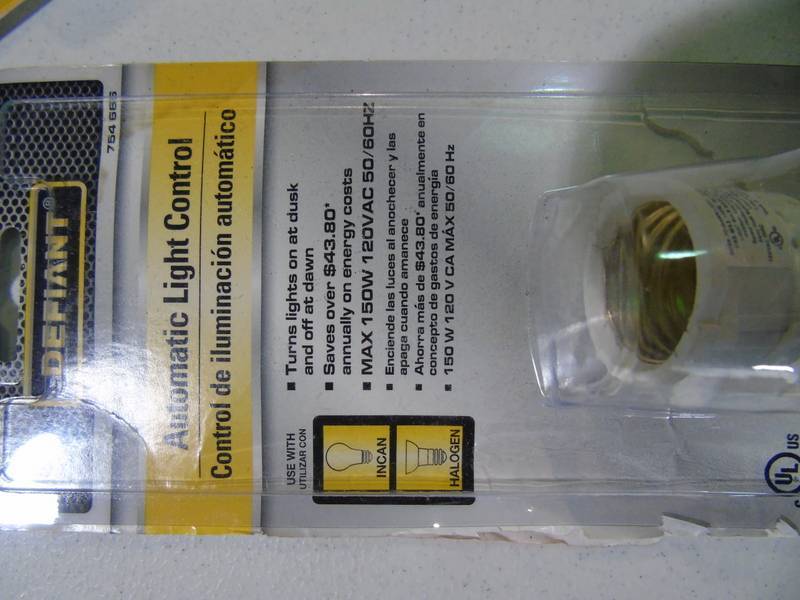 754 566
DEFIANT®
Automatic Light Control
Control de iluminación automático
Turns lights on at dusk
and off at dawn
Saves over $43.80*
annually on energy costs
MAX 150W 120VAC 50/60HZ
Enciende las luces al anochecer y las
apaga cuando amanece
Ahorra más de $43.80* anualmente en
concepto de gastos de energía
150 W 120 V CA MÁX 50/60 Hz
USE WITH
UTILIZAR CON
INCAN
HALOGEN
C UL US